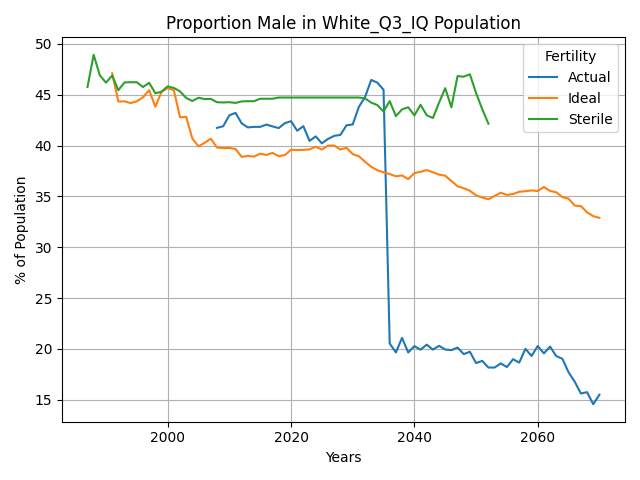 Proportion Male in White_Q3_IQ Population
% of Population
50
45
40
35
30
25
20
15
2000
2020
2040
2060
Years
Fertility
Actual
Ideal
Sterile